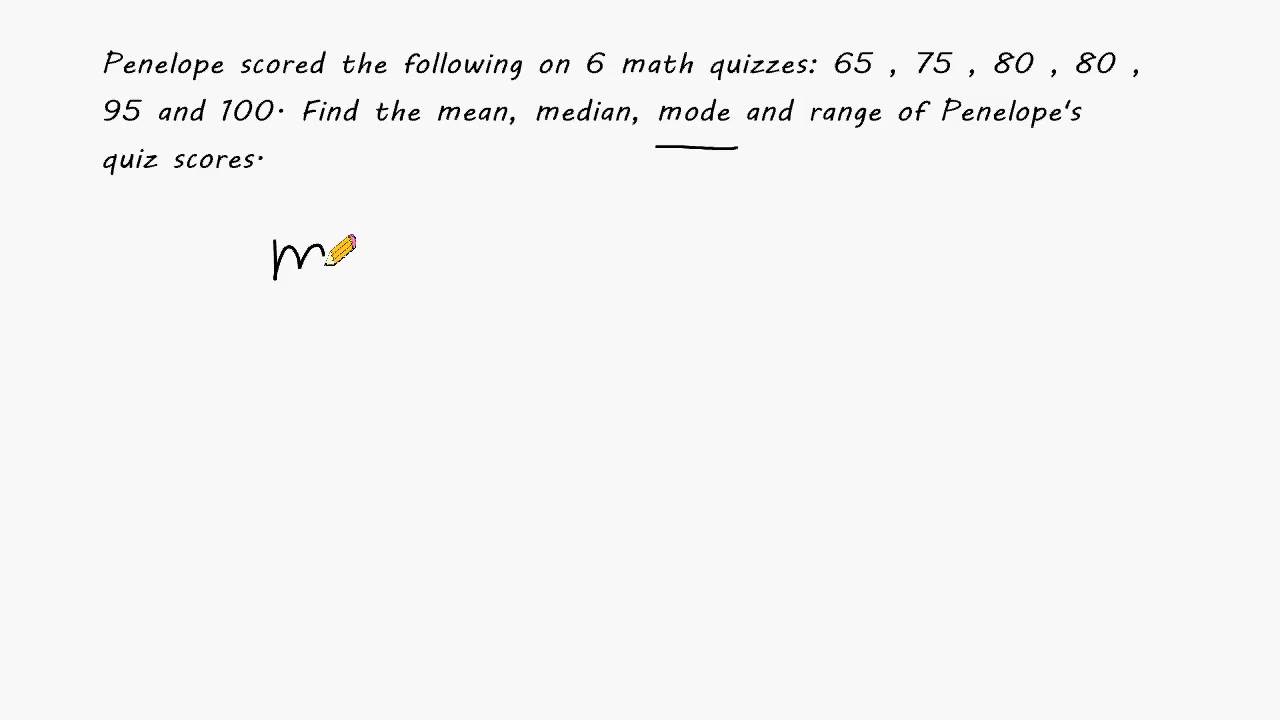 Penelope scored the following on 6 math quizzes: 65 , 75 , 80 , 80 ,
95 and 100. Find the mean, median, mode and range of Penelope's
quiz scores.
m